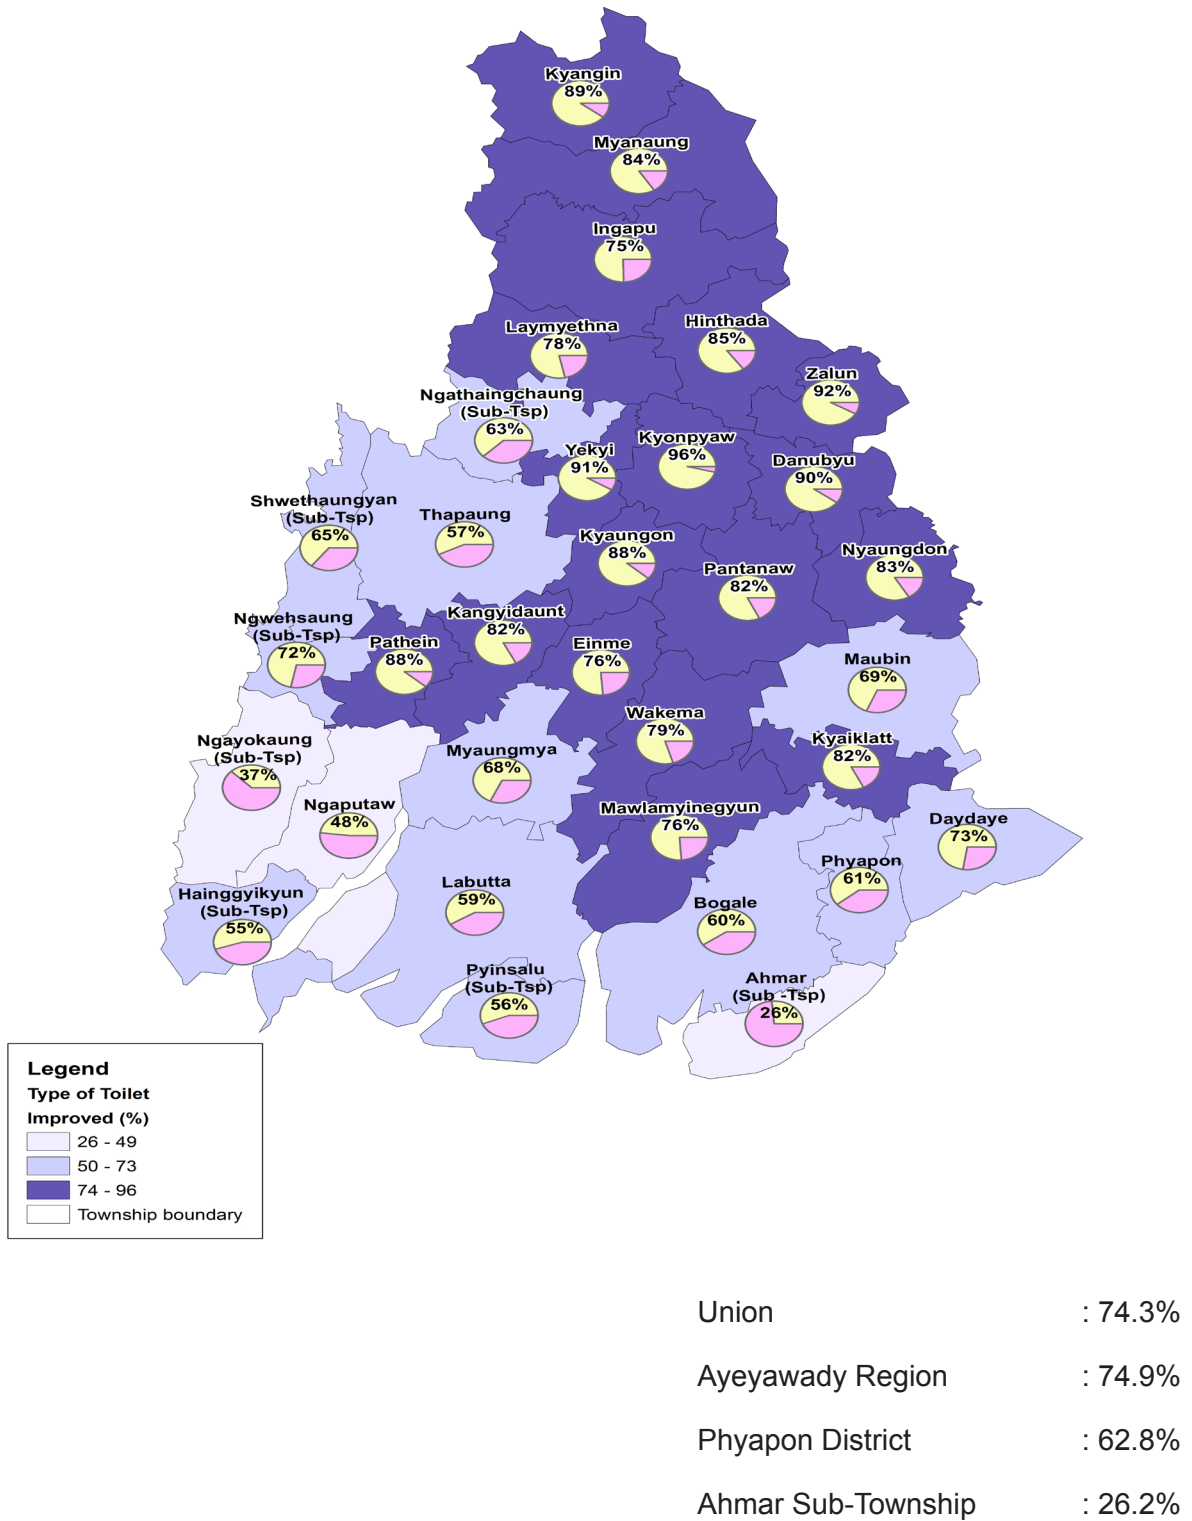 Kyangin
89%
Myanaung
84%
Ingapu
75%
Laymyethna
78%
Hinthada
85%
Zalun
92%
Ngathaingchaung
(Sub-Tsp)
63%
Yekyi
91%
Kyonpyaw
96%
Danubyu
90%
Shwethaungyan
(Sub-Tsp)
65%
Thapaung
57%
Kyaungon
88%
Pantanaw
82%
Nyaungdon
83%
Ngwehsaung
(Sub-Tsp)
72%
Pathein
88%
Kangyidaunt
82%
Einme
76%
Maubin
69%
Wakema
79%
Kyaiklatt
82%
Ngayokaung
(Sub-Tsp)
37%
Ngaputaw
48%
Myaungmya
68%
Mawlamyinegyun
76%
Daydaye
73%
Phyapon
61%
Hainggyikyun
(Sub-Tsp)
55%
Labutta
59%
Bogale
60%
Pyinsalu
(Sub-Tsp)
56%
Ahmar
(Sub -Tsp)
26%
Legend
Type of Toilet
Improved (%)
26 - 49
50 - 73
74 - 96
Township boundary
Union : 74.3%
Ayeyawady Region : 74.9%
Phyapon District : 62.8%
Ahmar Sub-Township : 26.2%